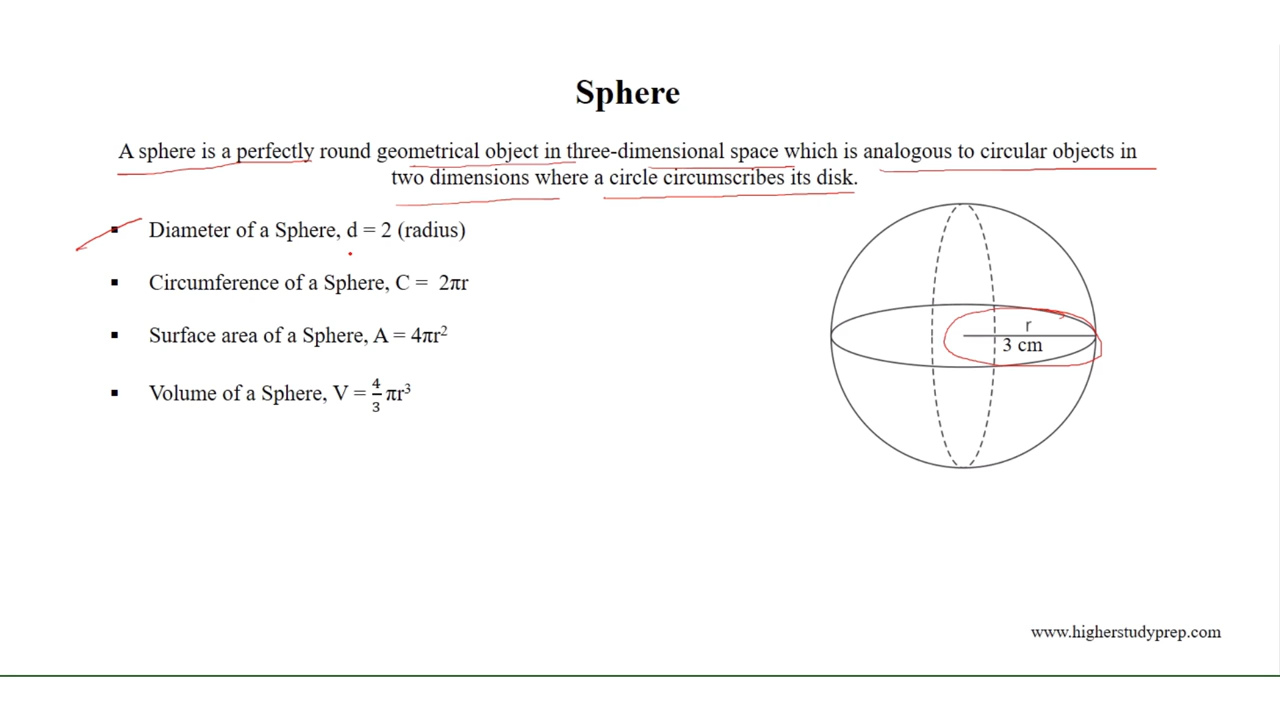 Sphere
A sphere is a perfectly round geometrical object in three-dimensional space which is analogous to circular objects in
two dimensions where a circle circumscribes its disk.
▪ Diameter of a Sphere, d = 2 (radius)
▪ Circumference of a Sphere, C = 2πr
▪ Surface area of a Sphere, A = 4πr²
▪ Volume of a Sphere, V = 4/3 πr³
r
3 cm
www.higherstudyprep.com